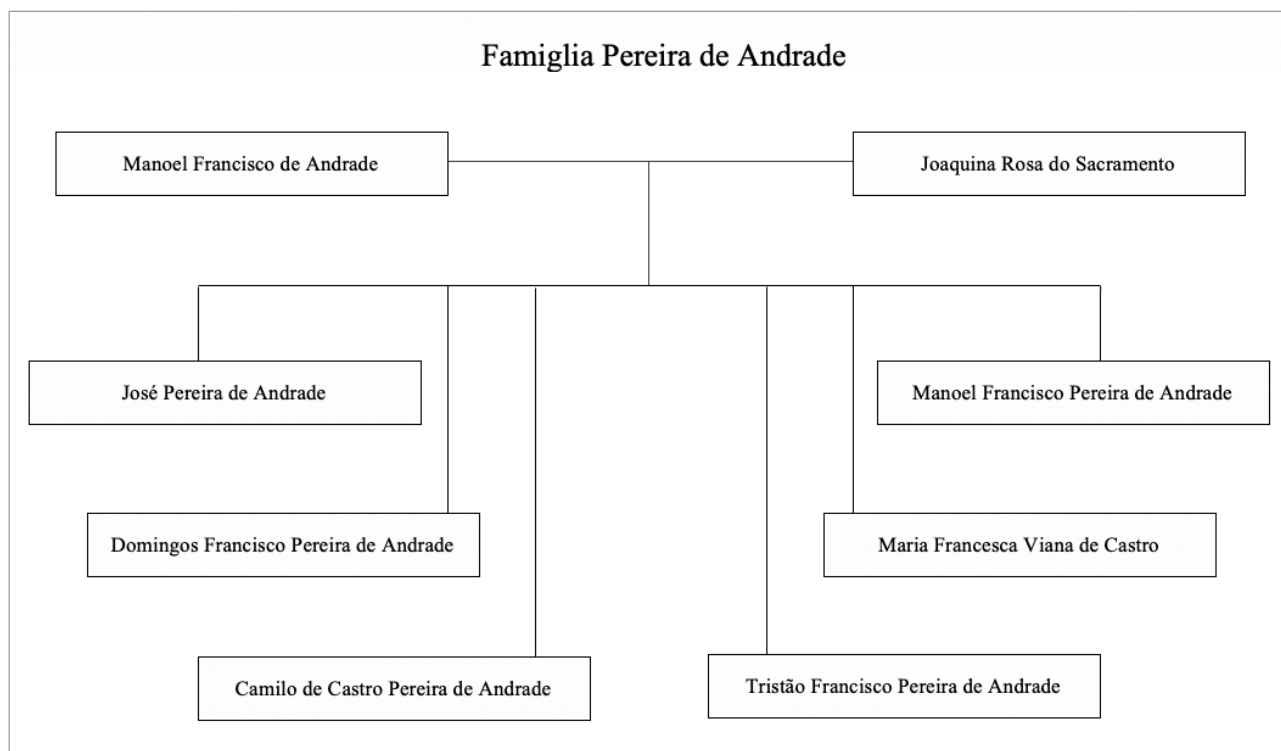 Famiglia Pereira de Andrade
Manoel Francisco de Andrade
Joaquina Rosa do Sacramento
José Pereira de Andrade
Manoel Francisco Pereira de Andrade
Domingos Francisco Pereira de Andrade
Maria Francesca Viana de Castro
Camilo de Castro Pereira de Andrade
Tristão Francisco Pereira de Andrade